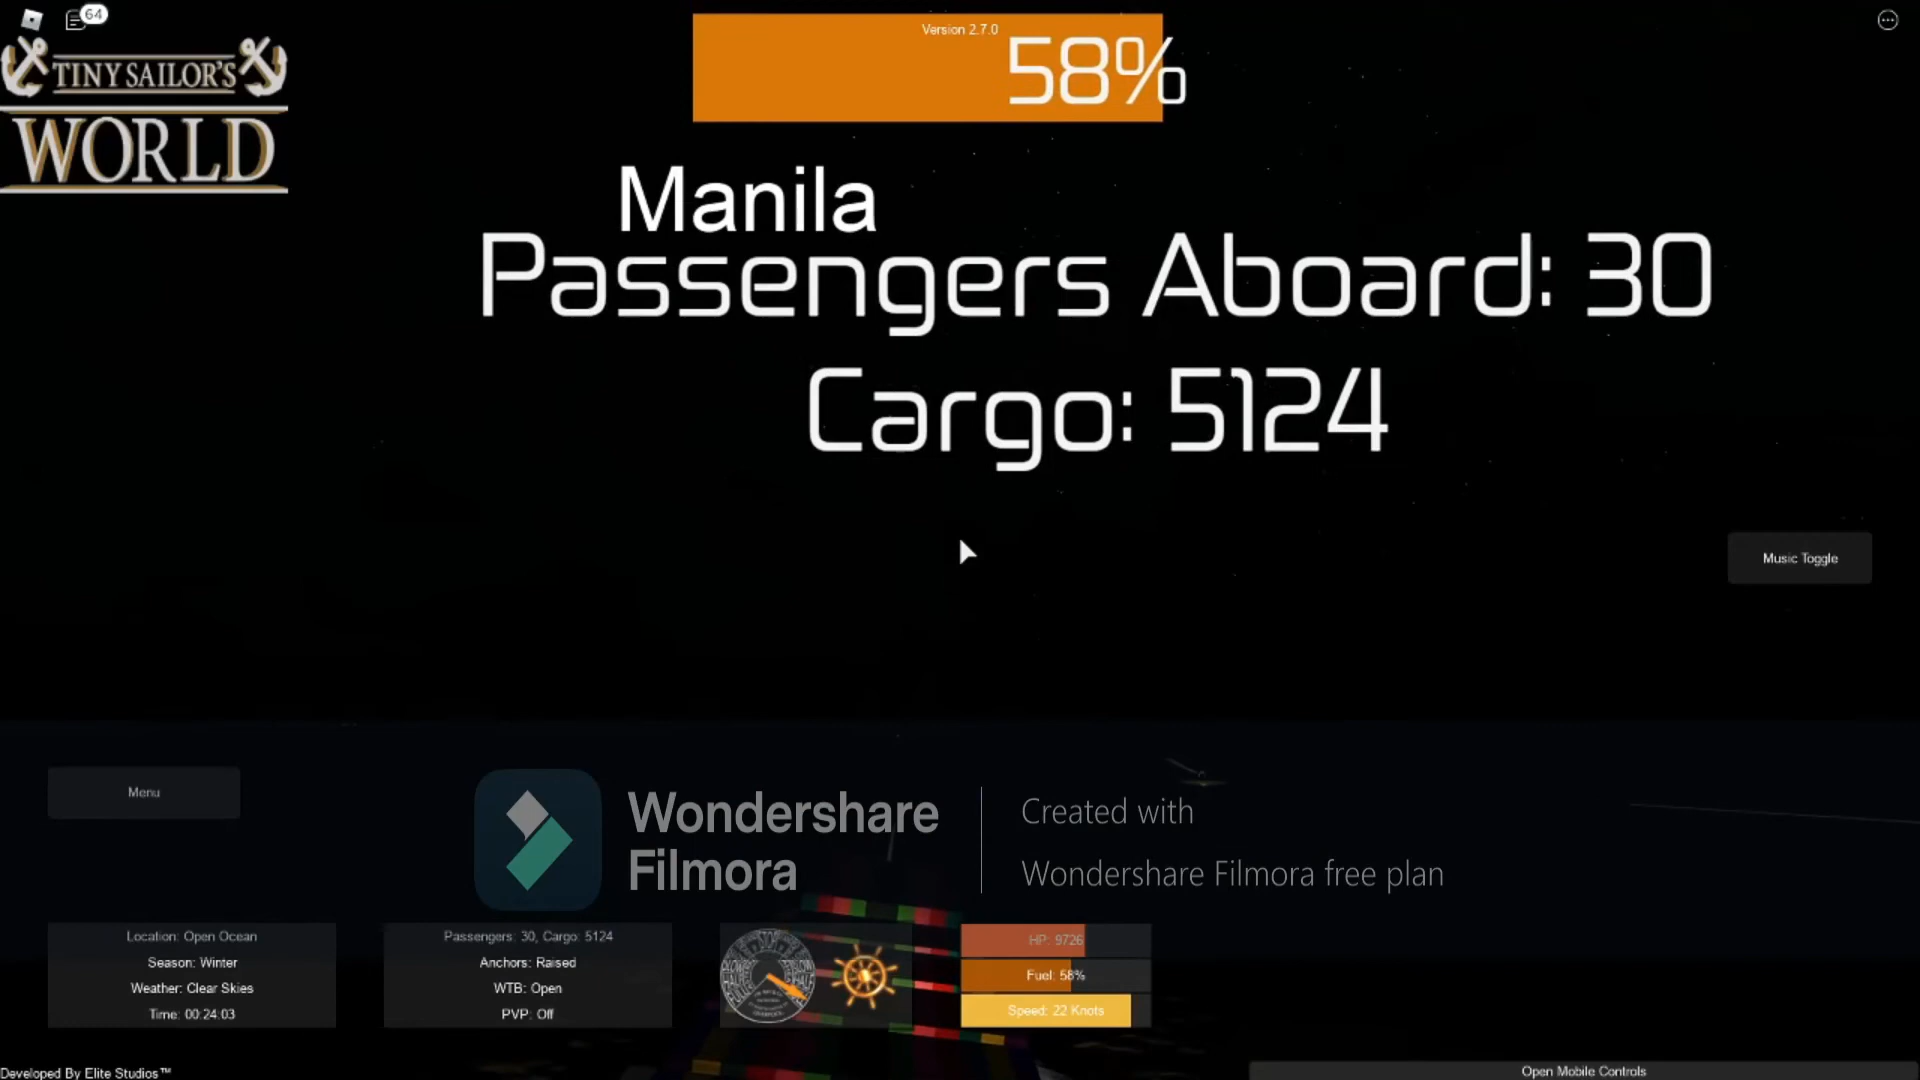 64
Version 2.7.0
58%
TINY SAILOR'S
WORLD
Manila
Passengers Aboard: 30
Cargo: 5124
Music Toggle
Menu
Wondershare
Filmora
Created with
Wondershare Filmora free plan
Location: Open Ocean
Season: Winter
Weather: Clear Skies
Time: 00:24:03
Passengers: 30, Cargo: 5124
Anchors: Raised
WTB: Open
PVP: Off
HP: 9726
Fuel: 58%
Speed: 22 Knots
Developed By Elite Studios™
Open Mobile Controls